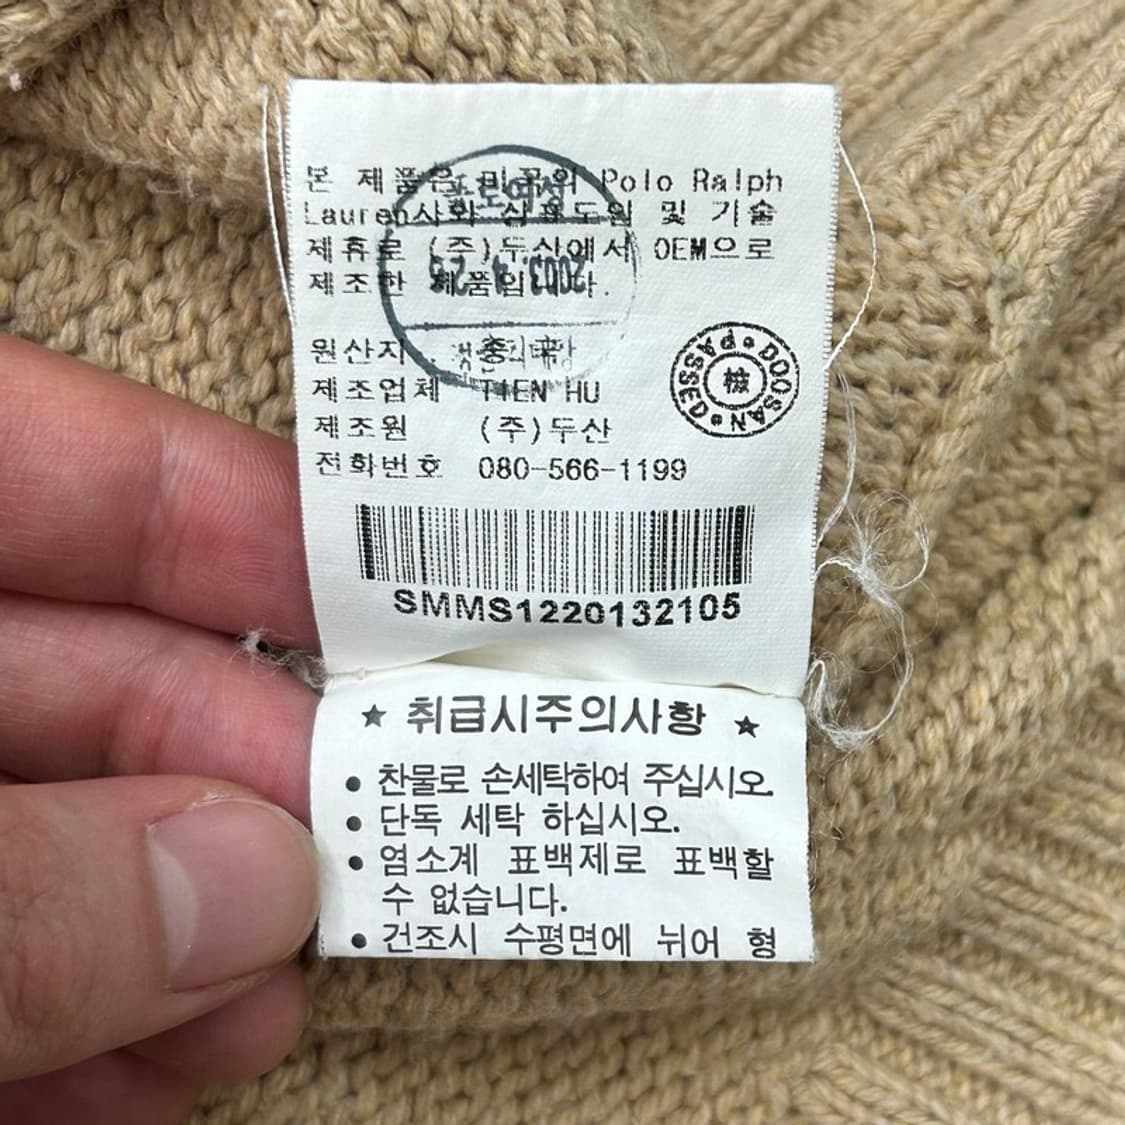 본 제품은 미국의 Polo Ralph
Lauren사와 상표도입 및 기술
제휴로 (주)두산에서 OEM으로
제조한 제품입니다.
원산지 : 중국
제조업체 TIEN HU
제조원 (주)두산
전화번호 080-566-1199
DOOSAN PASSED
檢
SMMS1220132105
★ 취급시주의사항 ★
• 찬물로 손세탁하여 주십시오.
• 단독 세탁 하십시오.
• 염소계 표백제로 표백할
수 없습니다.
• 건조시 수평면에 뉘어 형